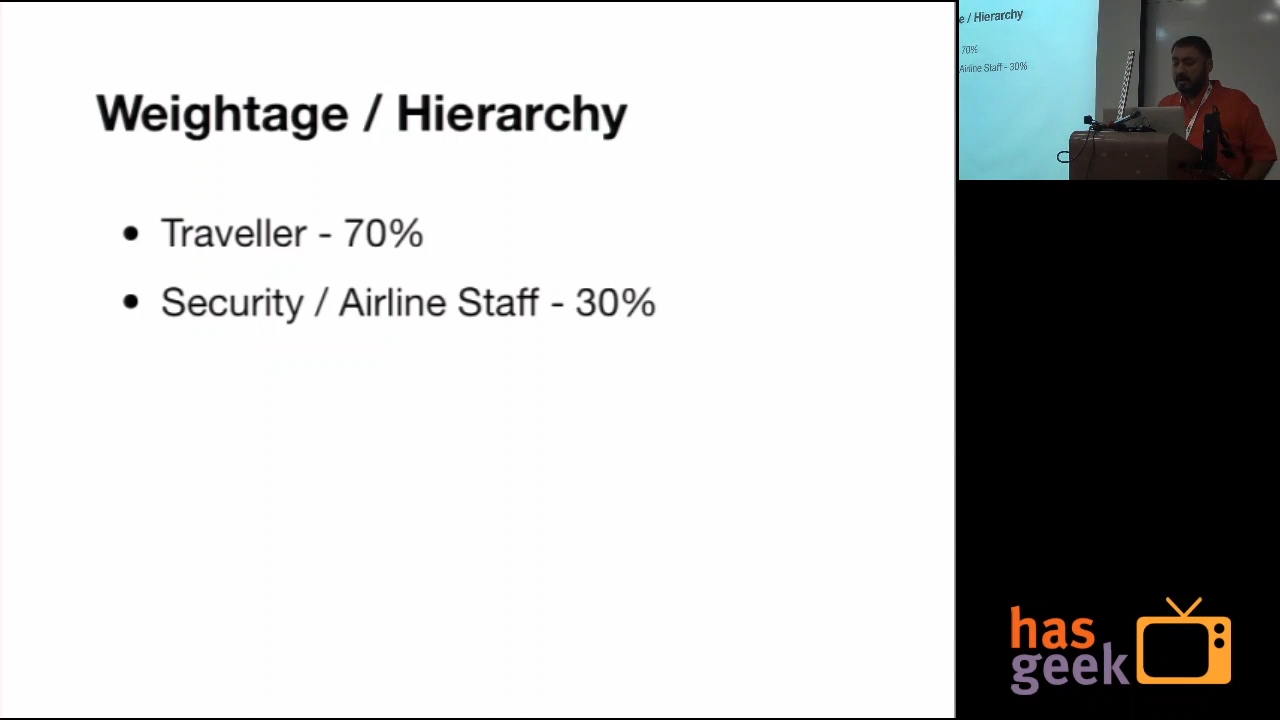 Weightage / Hierarchy
• Traveller - 70%
• Security / Airline Staff - 30%
e / Hierarchy
70%
Airline Staff - 30%
has
geek